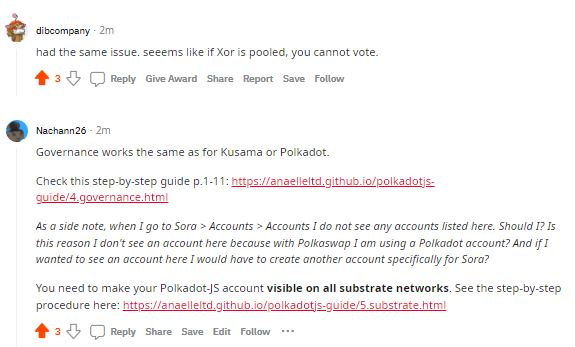 dibcompany · 2m
had the same issue. seeems like if Xor is pooled, you cannot vote.
3 Reply Give Award Share Report Save Follow
Nachann26 · 2m
Governance works the same as for Kusama or Polkadot.
Check this step-by-step guide p.1-11: https://anaelleltd.github.io/polkadotjs-
guide/4.governance.html
As a side note, when I go to Sora > Accounts > Accounts I do not see any accounts listed here. Should I? Is
this reason I don't see an account here because with Polkaswap I am using a Polkadot account? And if I
wanted to see an account here I would have to create another account specifically for Sora?
You need to make your Polkadot-JS account visible on all substrate networks. See the step-by-step
procedure here: https://anaelleltd.github.io/polkadotjs-guide/5.substrate.html
3 Reply Share Save Edit Follow ···